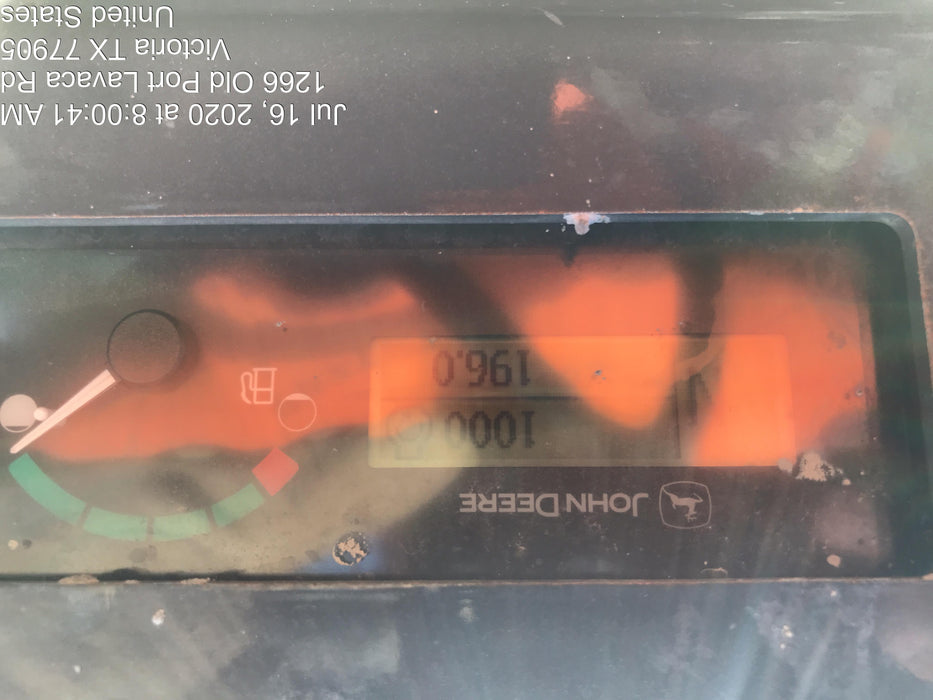 JOHN DEERE
1000
196.0
Jul 16, 2020 at 8:00:41 AM
1266 Old Port Lavaca Rd
Victoria TX 77905
United States